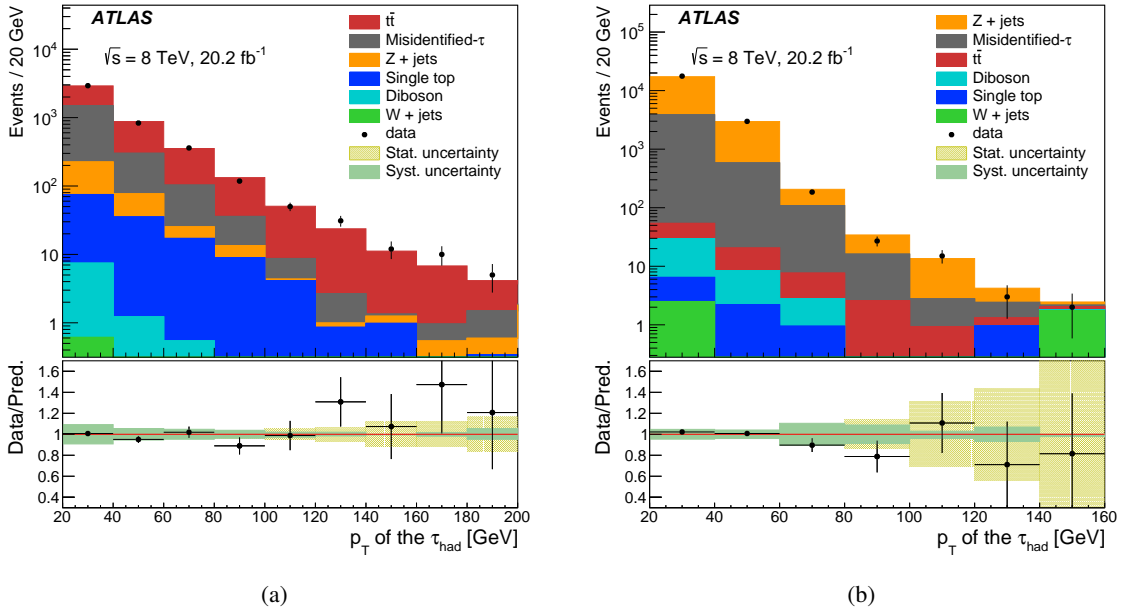 ATLAS
√s = 8 TeV, 20.2 fb⁻¹
tt̄
Misidentified-τ
Z + jets
Single top
Diboson
W + jets
data
Stat. uncertainty
Syst. uncertainty
Events / 20 GeV
10⁴
10³
10²
10
1
Data/Pred.
1.6
1.4
1.2
1
0.8
0.6
0.4
20 40 60 80 100 120 140 160 180 200
p_T of the τ_had [GeV]
(a)
ATLAS
√s = 8 TeV, 20.2 fb⁻¹
Z + jets
Misidentified-τ
tt̄
Diboson
Single top
W + jets
data
Stat. uncertainty
Syst. uncertainty
Events / 20 GeV
10⁵
10⁴
10³
10²
10
1
Data/Pred.
1.6
1.4
1.2
1
0.8
0.6
0.4
20 40 60 80 100 120 140 160
p_T of the τ_had [GeV]
(b)